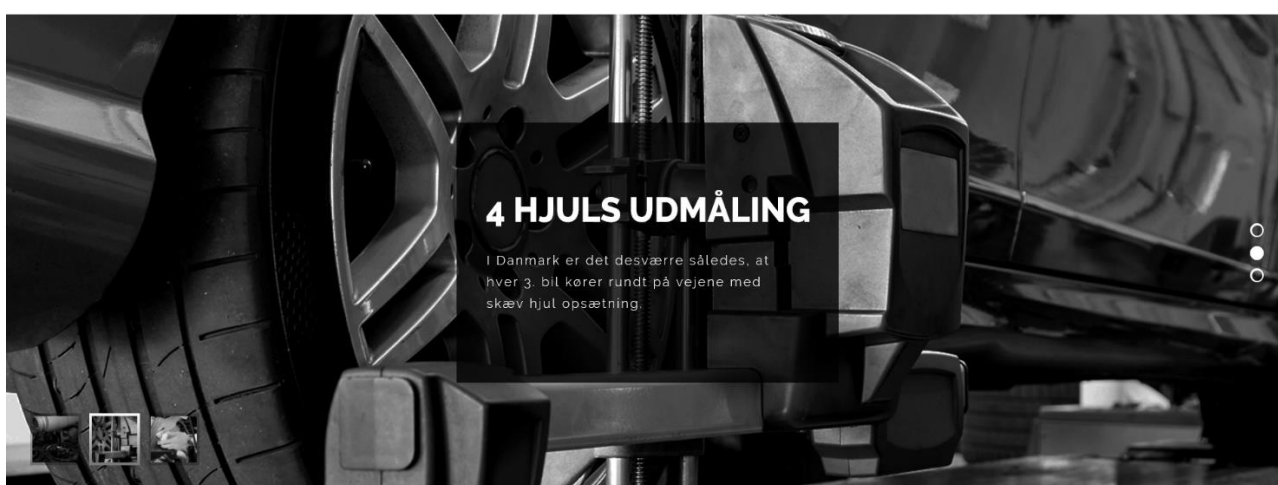 4 HJULS UDMÅLING
I Danmark er det desværre således, at
hver 3. bil kører rundt på vejene med
skæv hjul opsætning.